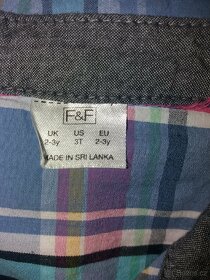 F&F
UK US EU
2-3y 3T 2-3y
MADE IN SRI LANKA